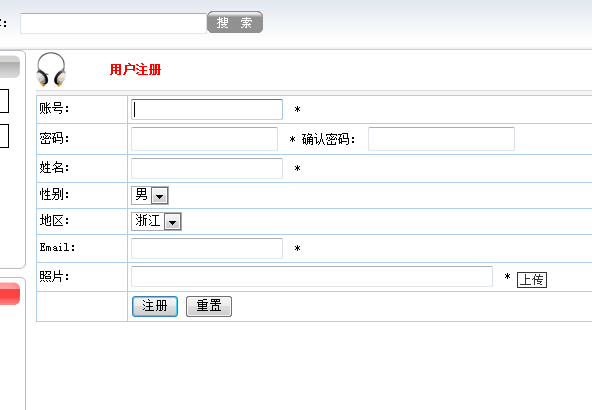 搜 索
用户注册
账号：*
密码：* 确认密码：
姓名：*
性别：男
地区：浙江
Email：*
照片：* 上传
注册 重置